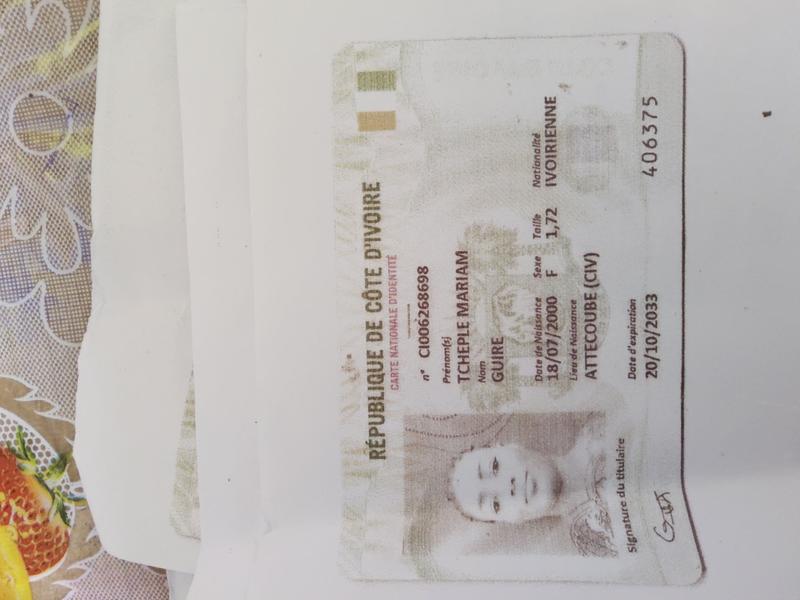 RÉPUBLIQUE DE CÔTE D'IVOIRE
CARTE NATIONALE D'IDENTITÉ
n° CI006268698
Prénom(s)
TCHEPLE MARIAM
Nom
GUIRE
Date de Naissance Sexe Taille Nationalité
18/07/2000 F 1,72 IVOIRIENNE
Lieu de Naissance
ATTECOUBE (CIV)
Date d'expiration
20/10/2033
406375
Signature du titulaire